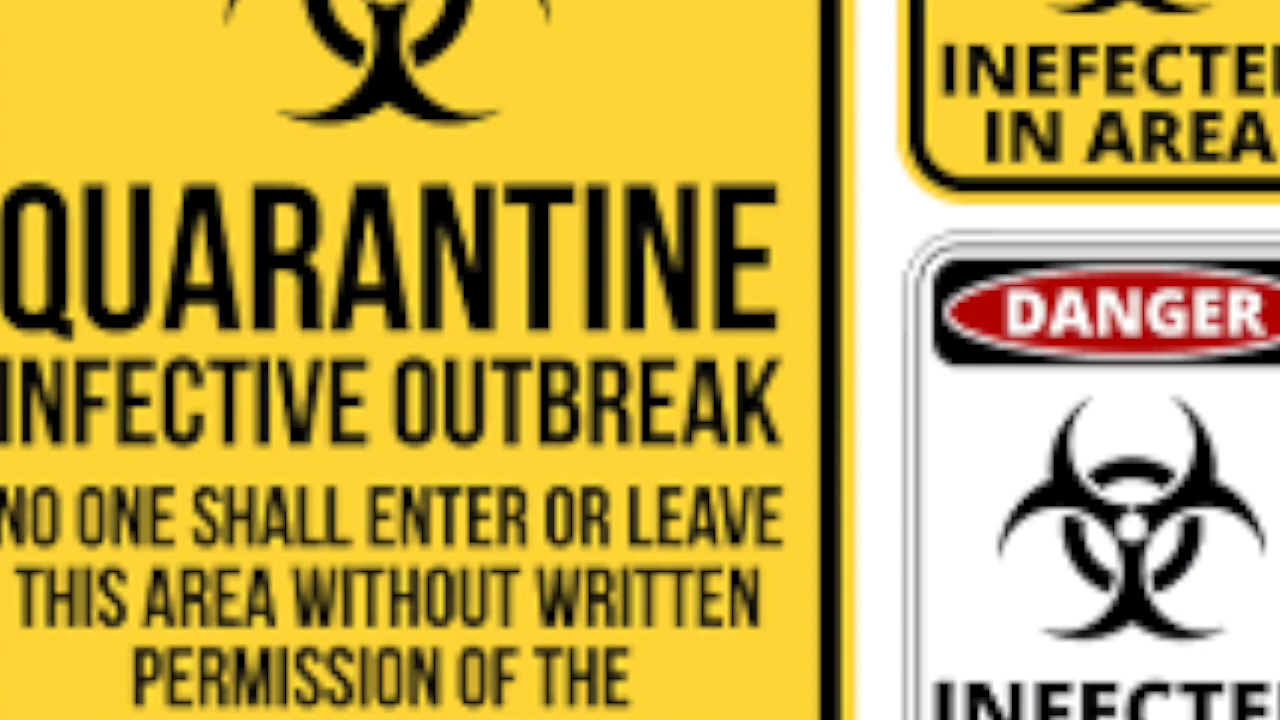 QUARANTINE
INFECTIVE OUTBREAK
NO ONE SHALL ENTER OR LEAVE
THIS AREA WITHOUT WRITTEN
PERMISSION OF THE
INEFECTE
IN AREA
DANGER
INFECTE